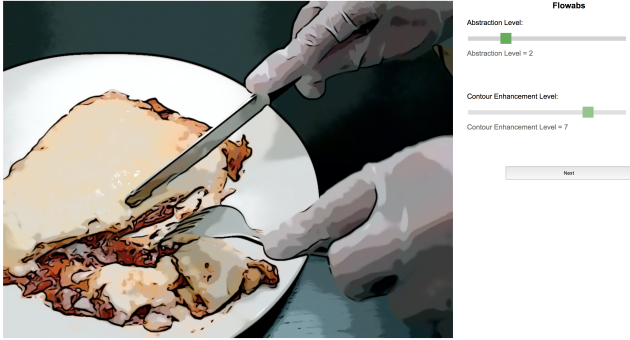 Flowabs
Abstraction Level:
Abstraction Level = 2
Contour Enhancement Level:
Contour Enhancement Level = 7
Next